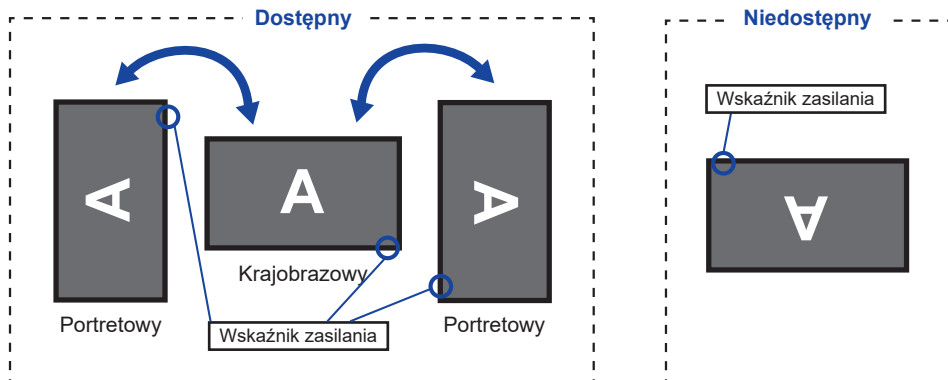 Dostępny
Niedostępny
Wskaźnik zasilania
A
A
A
A
Krajobrazowy
Portretowy
Wskaźnik zasilania
Portretowy